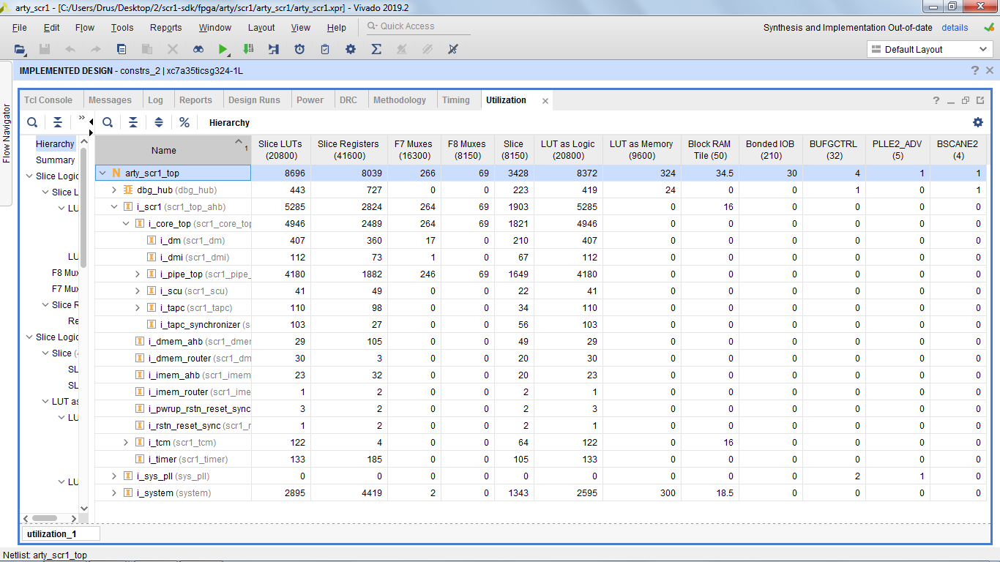 arty_scr1 - [C:/Users/Drus/Desktop/2/scr1-sdk/fpga/arty/scr1/arty_scr1/arty_scr1.xpr] - Vivado 2019.2
File Edit Flow Tools Reports Window Layout View Help Quick Access Synthesis and Implementation Out-of-date details
Default Layout
IMPLEMENTED DESIGN - constrs_2 | xc7a35ticsg324-1L
Flow Navigator
Tcl Console Messages Log Reports Design Runs Power DRC Methodology Timing Utilization
Hierarchy
Hierarchy
Summary
Slice Logic
Slice L
LU
LU
F8 Mux
F7 Mux
Slice R
Re
Slice Logic
Slice (
SL
SL
LUT as
LU
LU
Name 1 Slice LUTs (20800) Slice Registers (41600) F7 Muxes (16300) F8 Muxes (8150) Slice (8150) LUT as Logic (20800) LUT as Memory (9600) Block RAM Tile (50) Bonded IOB (210) BUFGCTRL (32) PLLE2_ADV (5) BSCANE2 (4)
N arty_scr1_top 8696 8039 266 69 3428 8372 324 34.5 30 4 1 1
dbg_hub (dbg_hub) 443 727 0 0 223 419 24 0 0 1 0 1
i_scr1 (scr1_top_ahb) 5285 2824 264 69 1903 5285 0 16 0 0 0 0
i_core_top (scr1_core_top 4946 2489 264 69 1821 4946 0 0 0 0 0 0
i_dm (scr1_dm) 407 360 17 0 210 407 0 0 0 0 0 0
i_dmi (scr1_dmi) 112 73 1 0 67 112 0 0 0 0 0 0
i_pipe_top (scr1_pipe_ 4180 1882 246 69 1649 4180 0 0 0 0 0 0
i_scu (scr1_scu) 41 49 0 0 22 41 0 0 0 0 0 0
i_tapc (scr1_tapc) 110 98 0 0 34 110 0 0 0 0 0 0
i_tapc_synchronizer (s 103 27 0 0 56 103 0 0 0 0 0 0
i_dmem_ahb (scr1_dmer 29 105 0 0 49 29 0 0 0 0 0 0
i_dmem_router (scr1_dm 30 3 0 0 20 30 0 0 0 0 0 0
i_imem_ahb (scr1_imem 23 32 0 0 20 23 0 0 0 0 0 0
i_imem_router (scr1_ime 1 2 0 0 2 1 0 0 0 0 0 0
i_pwrup_rstn_reset_sync 3 2 0 0 2 3 0 0 0 0 0 0
i_rstn_reset_sync (scr1_r 1 2 0 0 2 1 0 0 0 0 0 0
i_tcm (scr1_tcm) 122 4 0 0 64 122 0 16 0 0 0 0
i_timer (scr1_timer) 133 185 0 0 105 133 0 0 0 0 0 0
i_sys_pll (sys_pll) 0 0 0 0 0 0 0 0 0 2 1 0
i_system (system) 2895 4419 2 0 1343 2595 300 18.5 0 0 0 0
utilization_1
Netlist: arty_scr1_top